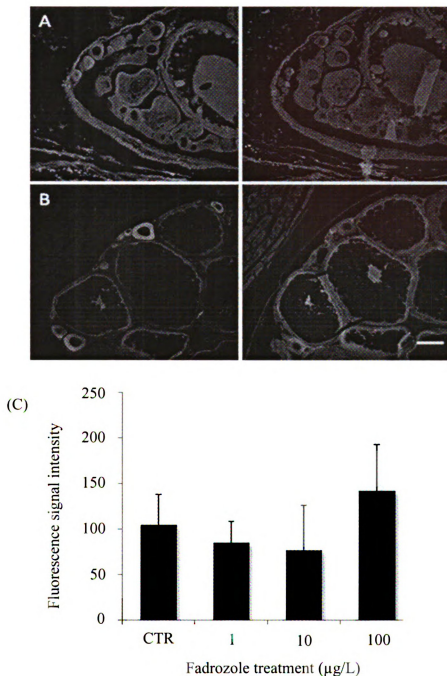 A
B
(C)
250
200
150
100
50
0
Fluorescence signal intensity
CTR
1
10
100
Fadrozole treatment (µg/L)